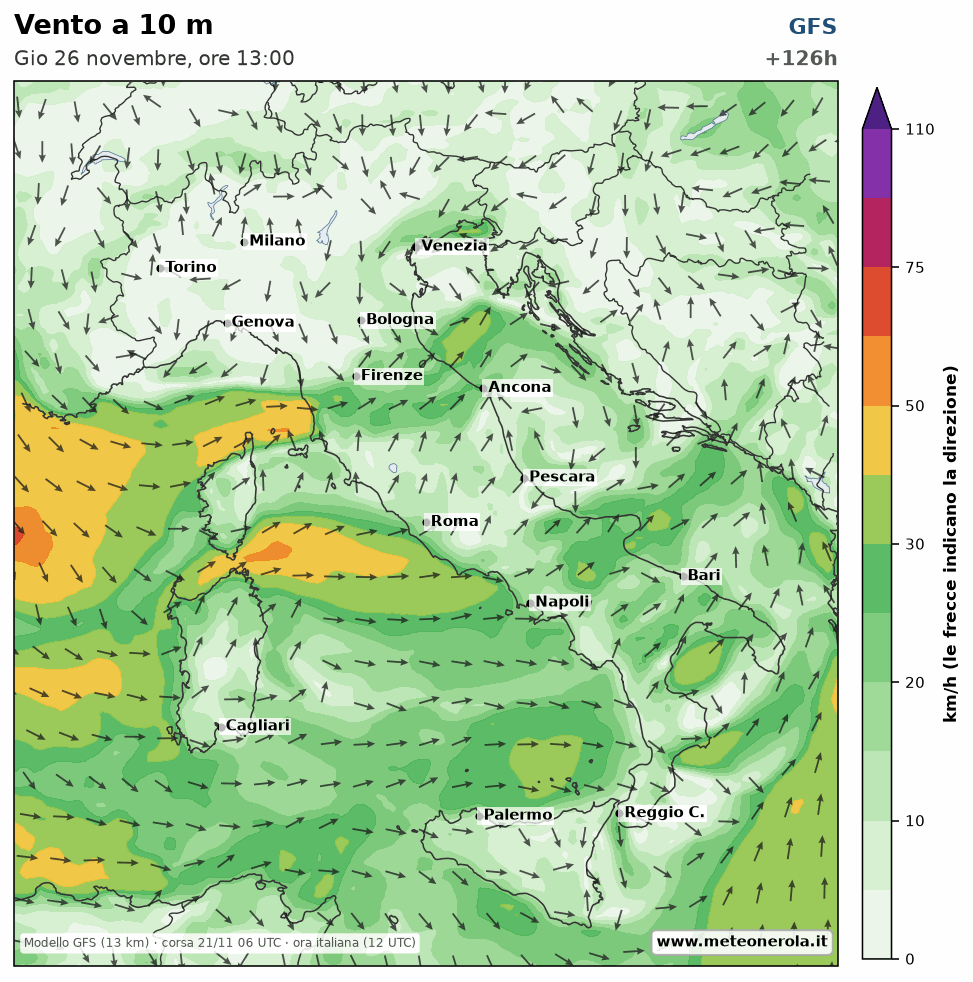 Vento a 10 m
GFS
Gio 26 novembre, ore 13:00
+126h
110
75
50
30
20
10
0
km/h (le frecce indicano la direzione)
Milano
Venezia
Torino
Genova
Bologna
Firenze
Ancona
Pescara
Roma
Bari
Napoli
Cagliari
Palermo
Reggio C.
Modello GFS (13 km) · corsa 21/11 06 UTC · ora italiana (12 UTC)
www.meteonerola.it